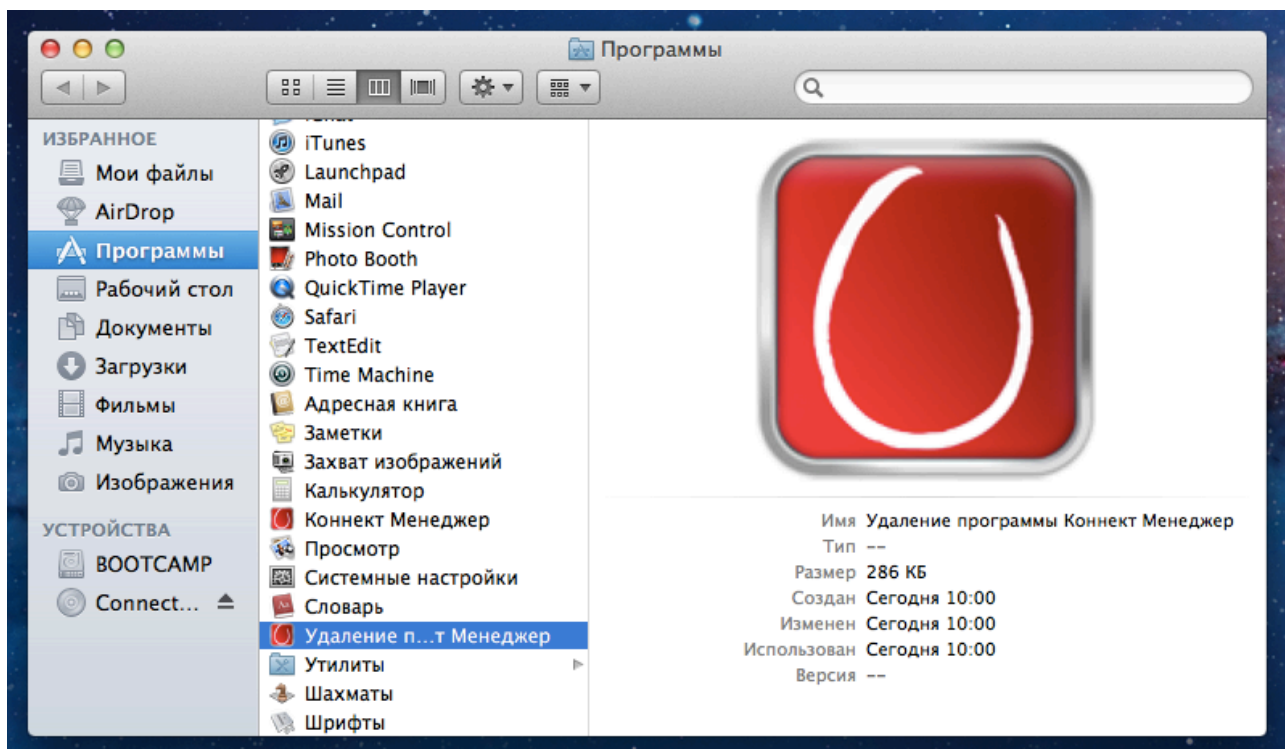 Программы
ИЗБРАННОЕ
Мои файлы
AirDrop
Программы
Рабочий стол
Документы
Загрузки
Фильмы
Музыка
Изображения
УСТРОЙСТВА
BOOTCAMP
Connect...
iTunes
Launchpad
Mail
Mission Control
Photo Booth
QuickTime Player
Safari
TextEdit
Time Machine
Адресная книга
Заметки
Захват изображений
Калькулятор
Коннект Менеджер
Просмотр
Системные настройки
Словарь
Удаление п...т Менеджер
Утилиты
Шахматы
Шрифты
Имя Удаление программы Коннект Менеджер
Тип --
Размер 286 КБ
Создан Сегодня 10:00
Изменен Сегодня 10:00
Использован Сегодня 10:00
Версия --